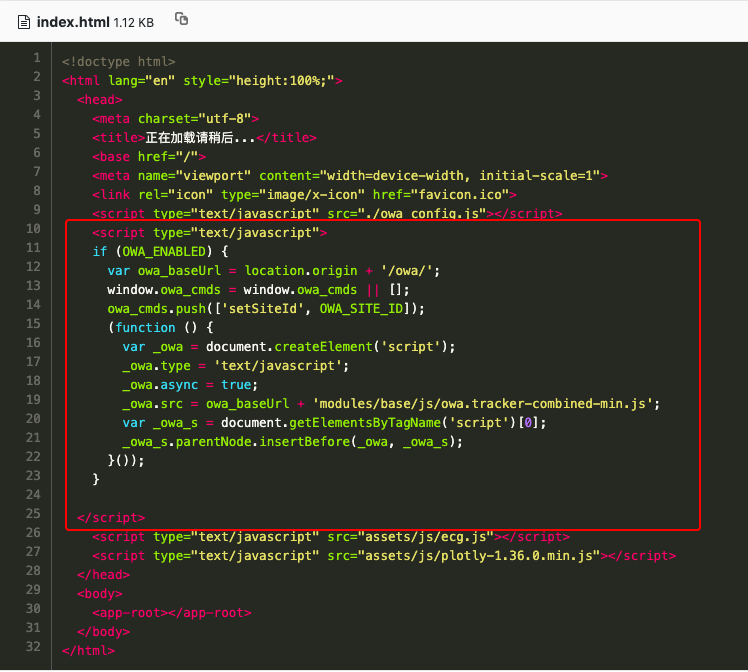 index.html 1.12 KB
1 <!doctype html>
2 <html lang="en" style="height:100%;">
3 <head>
4 <meta charset="utf-8">
5 <title>正在加载请稍后...</title>
6 <base href="/">
7 <meta name="viewport" content="width=device-width, initial-scale=1">
8 <link rel="icon" type="image/x-icon" href="favicon.ico">
9 <script type="text/javascript" src="./owa_config.js"></script>
10 <script type="text/javascript">
11 if (OWA_ENABLED) {
12 var owa_baseUrl = location.origin + '/owa/';
13 window.owa_cmds = window.owa_cmds || [];
14 owa_cmds.push(['setSiteId', OWA_SITE_ID]);
15 (function () {
16 var _owa = document.createElement('script');
17 _owa.type = 'text/javascript';
18 _owa.async = true;
19 _owa.src = owa_baseUrl + 'modules/base/js/owa.tracker-combined-min.js';
20 var _owa_s = document.getElementsByTagName('script')[0];
21 _owa_s.parentNode.insertBefore(_owa, _owa_s);
22 }());
23 }
24
25 </script>
26 <script type="text/javascript" src="assets/js/ecg.js"></script>
27 <script type="text/javascript" src="assets/js/plotly-1.36.0.min.js"></script>
28 </head>
29 <body>
30 <app-root></app-root>
31 </body>
32 </html>